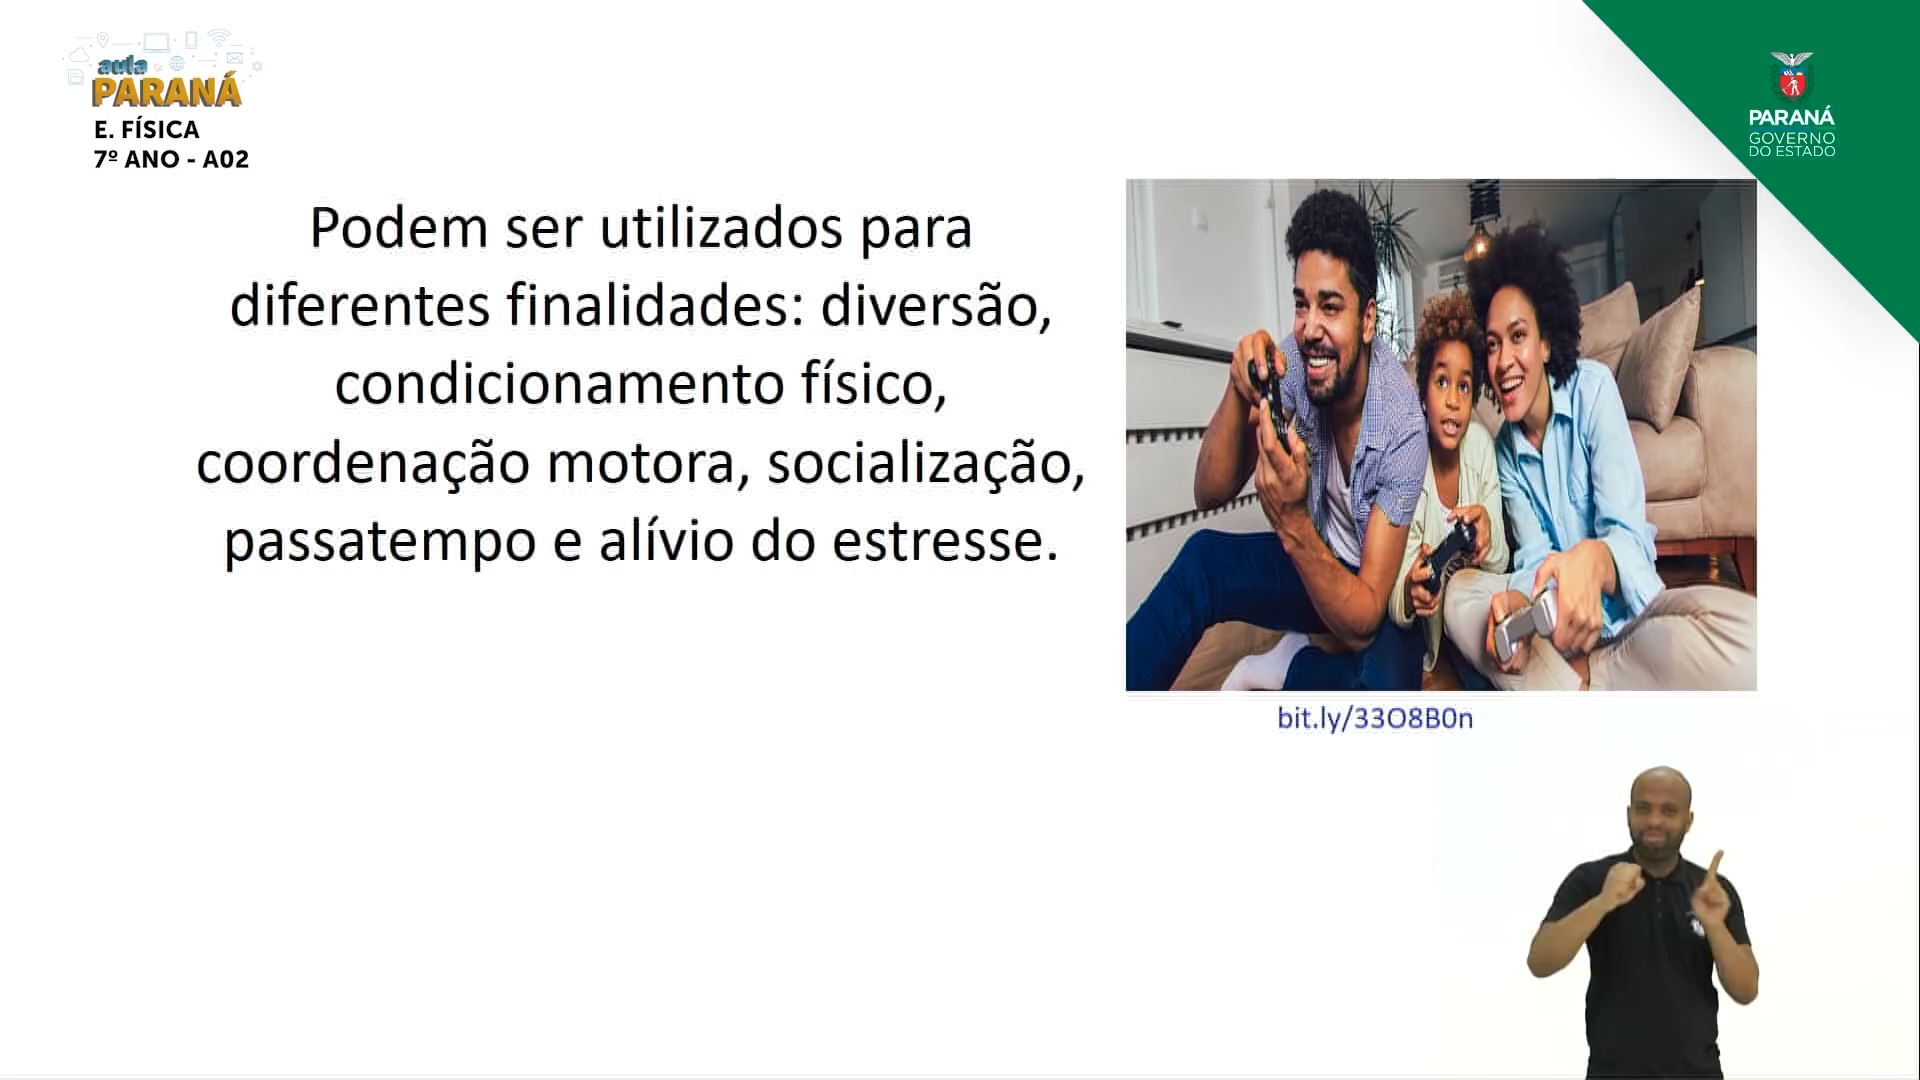 aula
PARANÁ
E. FÍSICA
7º ANO - A02
PARANÁ
GOVERNO
DO ESTADO
Podem ser utilizados para
diferentes finalidades: diversão,
condicionamento físico,
coordenação motora, socialização,
passatempo e alívio do estresse.
bit.ly/33O8B0n